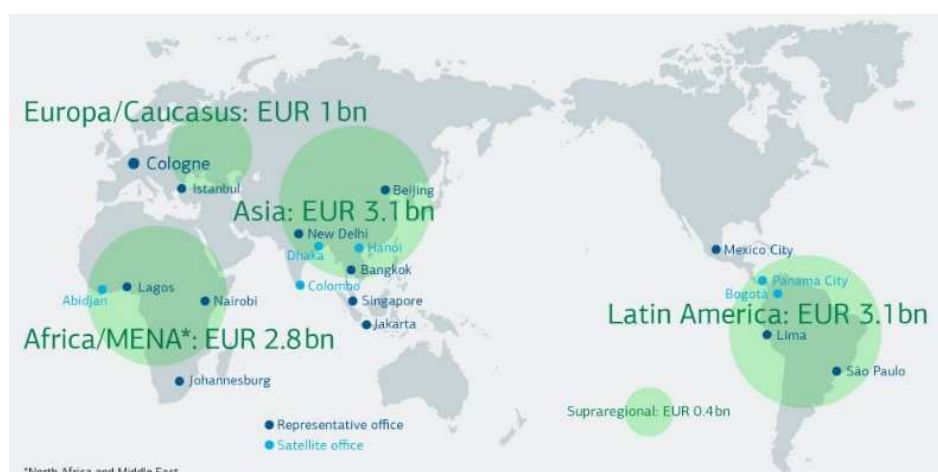 Europa/Caucasus: EUR 1bn
Cologne
Istanbul
Beijing
Asia: EUR 3.1bn
New Delhi
Dhaka
Hanoi
Bangkok
Colombo
Singapore
Jakarta
Abidjan
Lagos
Nairobi
Africa/MENA*: EUR 2.8bn
Johannesburg
Mexico City
Panama City
Bogotá
Latin America: EUR 3.1bn
Lima
São Paulo
Supraregional: EUR 0.4bn
Representative office
Satellite office
*North Africa and Middle East